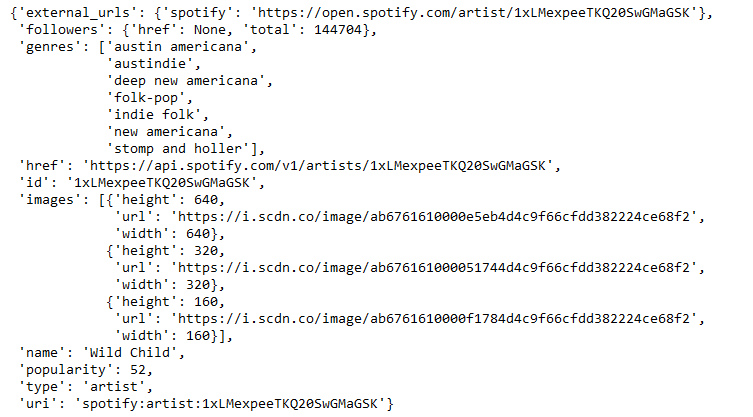 {'external_urls': {'spotify': 'https://open.spotify.com/artist/1xLMexpeeTKQ20SwGMaGSK'},
 'followers': {'href': None, 'total': 144704},
 'genres': ['austin americana',
            'austindie',
            'deep new americana',
            'folk-pop',
            'indie folk',
            'new americana',
            'stomp and holler'],
 'href': 'https://api.spotify.com/v1/artists/1xLMexpeeTKQ20SwGMaGSK',
 'id': '1xLMexpeeTKQ20SwGMaGSK',
 'images': [{'height': 640,
             'url': 'https://i.scdn.co/image/ab6761610000e5eb4d4c9f66cfdd382224ce68f2',
             'width': 640},
            {'height': 320,
             'url': 'https://i.scdn.co/image/ab676161000051744d4c9f66cfdd382224ce68f2',
             'width': 320},
            {'height': 160,
             'url': 'https://i.scdn.co/image/ab6761610000f1784d4c9f66cfdd382224ce68f2',
             'width': 160}],
 'name': 'Wild Child',
 'popularity': 52,
 'type': 'artist',
 'uri': 'spotify:artist:1xLMexpeeTKQ20SwGMaGSK'}